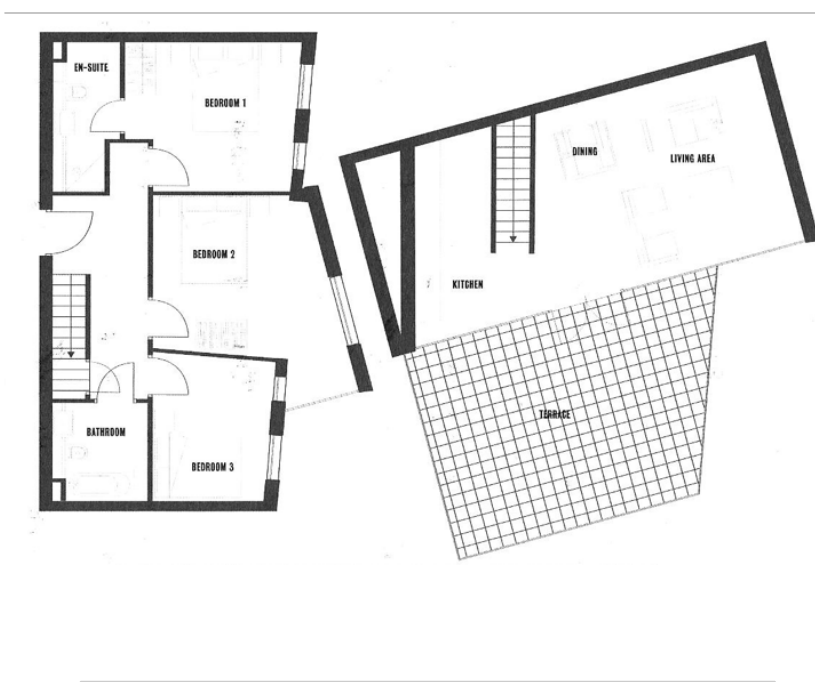 EN-SUITE
BEDROOM 1
BEDROOM 2
BATHROOM
BEDROOM 3
DINING
LIVING AREA
KITCHEN
TERRACE